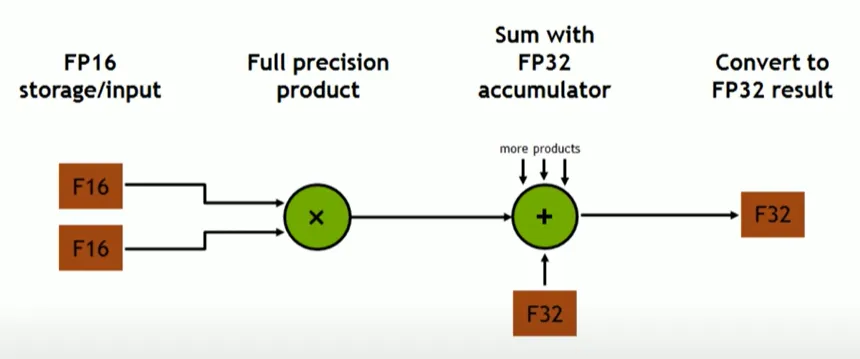 FP16
storage/input
Full precision
product
Sum with
FP32
accumulator
Convert to
FP32 result
more products
F16
F16
×
+
F32
F32